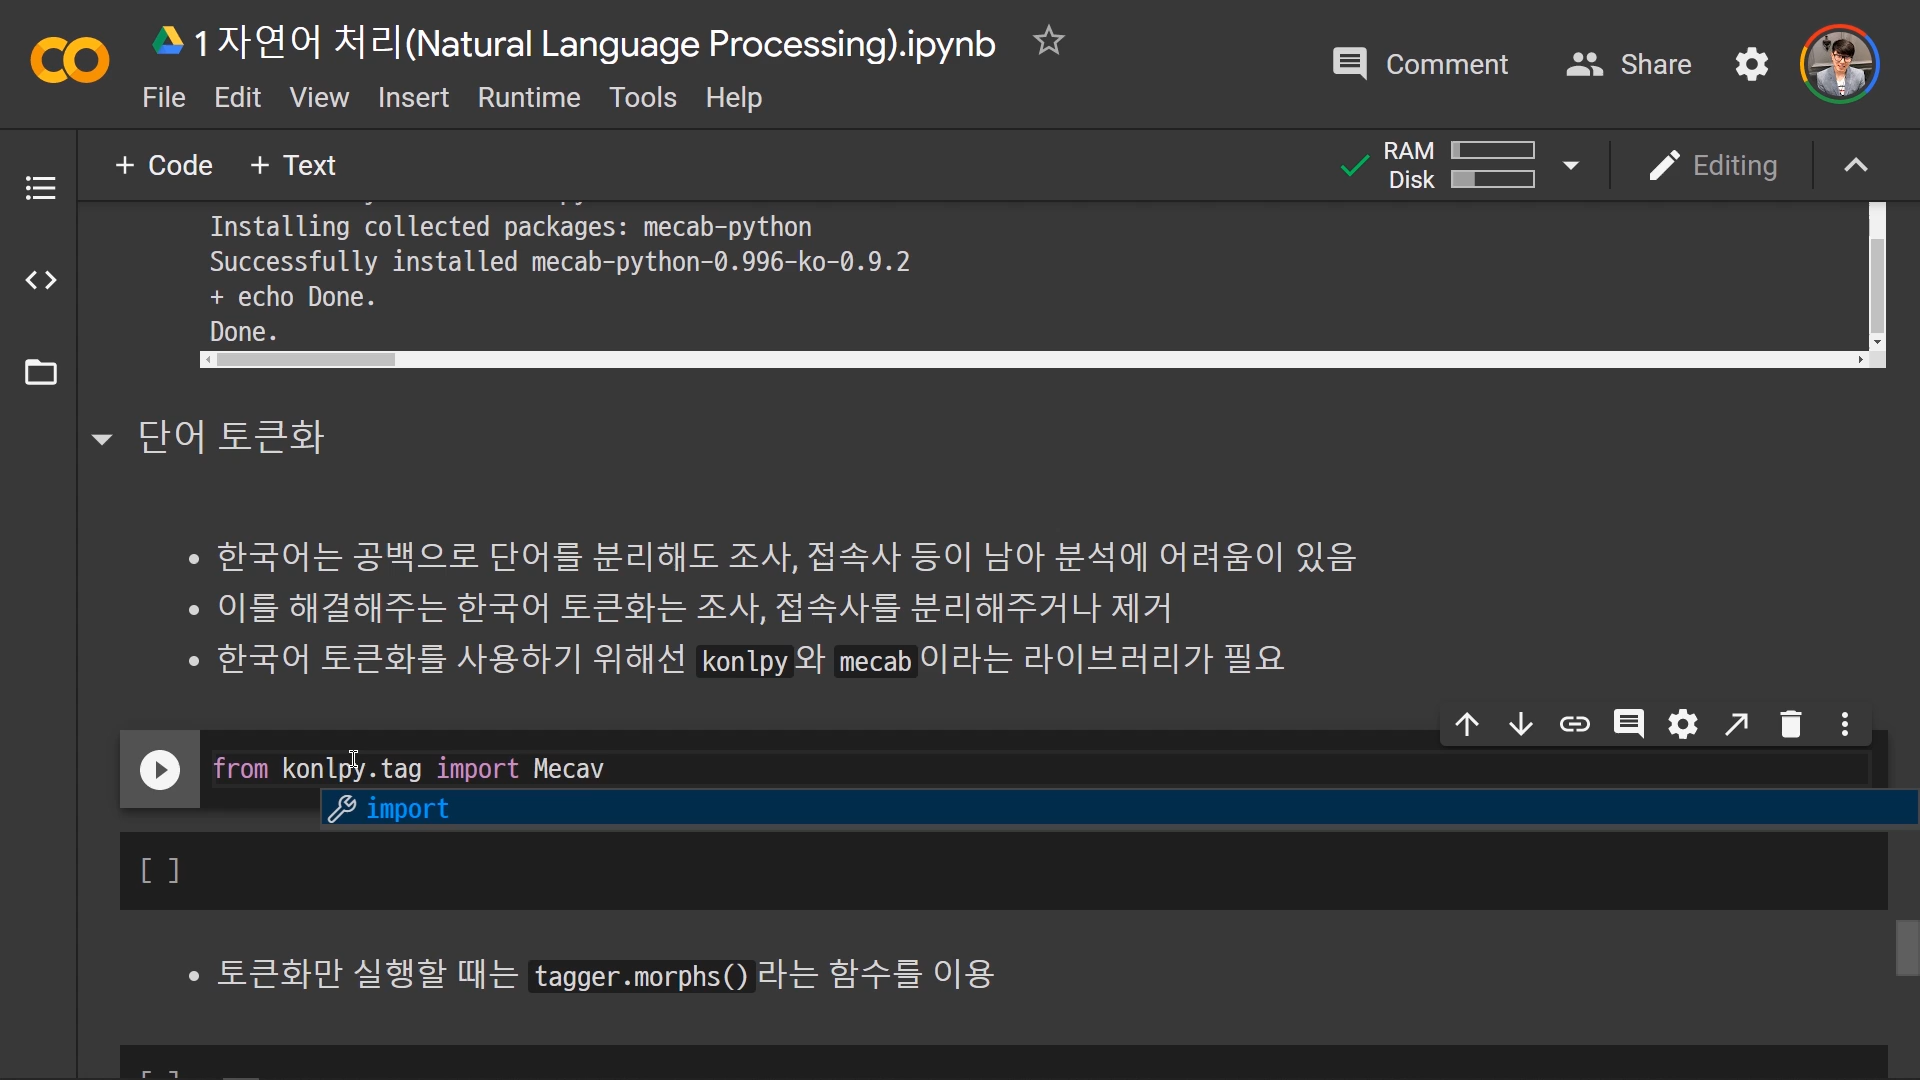 1 자연어 처리(Natural Language Processing).ipynb
Comment
Share
File Edit View Insert Runtime Tools Help
+ Code + Text
RAM
Disk
Editing
Installing collected packages: mecab-python
Successfully installed mecab-python-0.996-ko-0.9.2
+ echo Done.
Done.
단어 토큰화
• 한국어는 공백으로 단어를 분리해도 조사, 접속사 등이 남아 분석에 어려움이 있음
• 이를 해결해주는 한국어 토큰화는 조사, 접속사를 분리해주거나 제거
• 한국어 토큰화를 사용하기 위해선 konlpy와 mecab이라는 라이브러리가 필요
from konlpy.tag import Mecav
import
[ ]
• 토큰화만 실행할 때는 tagger.morphs()라는 함수를 이용